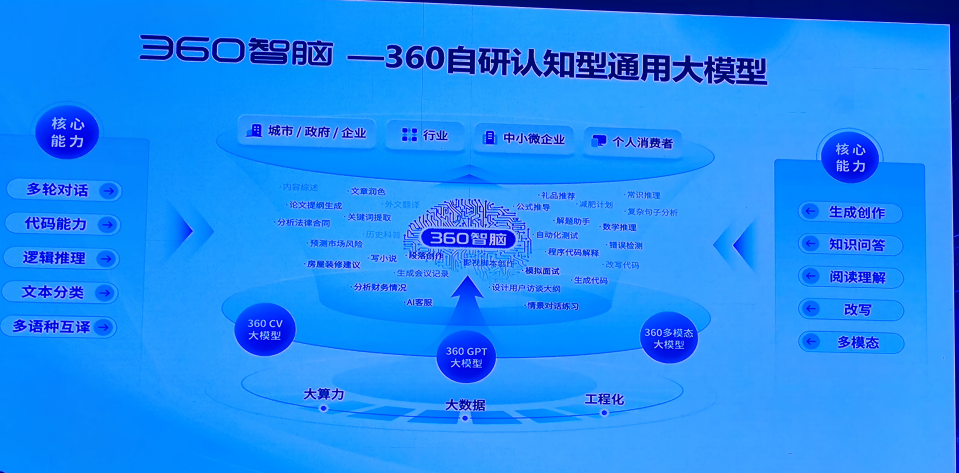 360智脑 —360自研认知型通用大模型
核心
能力
多轮对话
代码能力
逻辑推理
文本分类
多语种互译
城市/政府/企业
行业
中小微企业
个人消费者
内容综述
文章润色
论文提纲生成
外文翻译
关键词提取
分析法律合同
历史科普
预测市场风险
写小说
段落创作
房屋装修建议
生成会议记录
分析财务情况
AI客服
礼品推荐
常识推理
公式推导
减肥计划
复杂句子分析
解题助手
数学推理
自动化测试
错误检测
程序代码解释
影视脚本创作
改写代码
模拟面试
生成代码
设计用户访谈大纲
情景对话练习
360智脑
360 CV
大模型
360 GPT
大模型
360多模态
大模型
大算力
大数据
工程化
核心
能力
生成创作
知识问答
阅读理解
改写
多模态